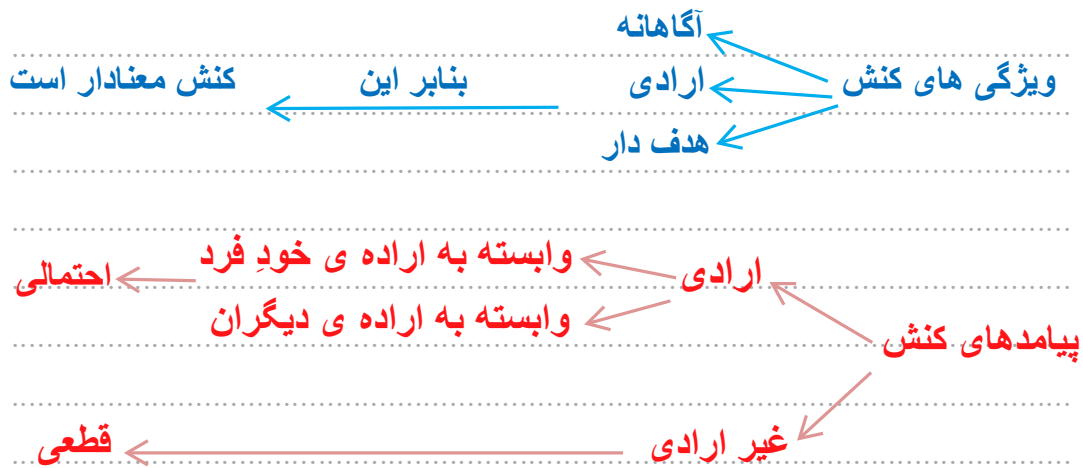 آگاهانه
ویژگی های کنش ارادی بنابر این کنش معنادار است
هدف دار
وابسته به اراده ی خودِ فرد
ارادی احتمالی
وابسته به اراده ی دیگران
پیامدهای کنش
غیر ارادی قطعی